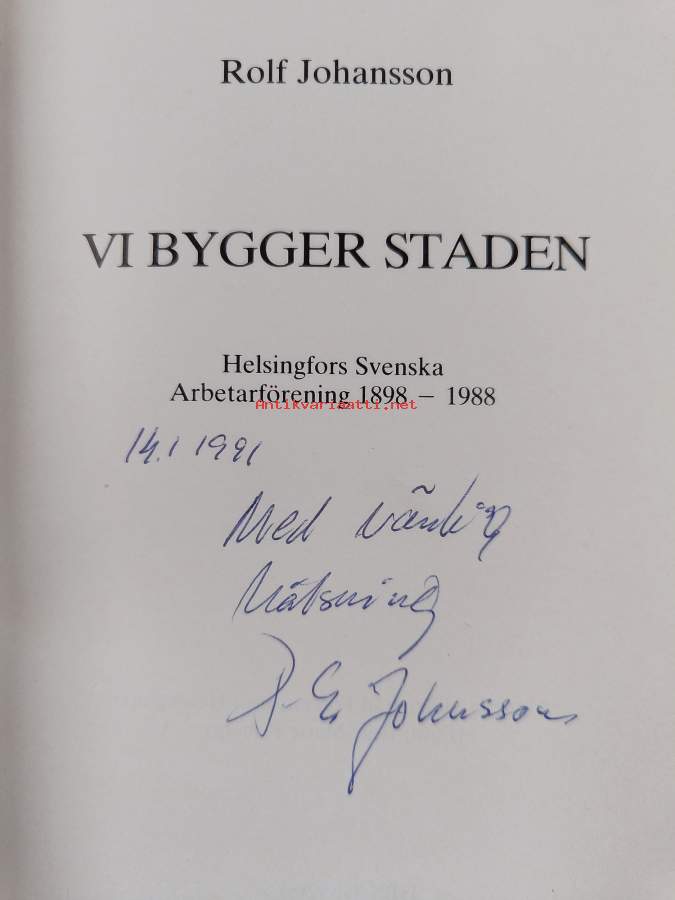 Rolf Johansson
VI BYGGER STADEN
Helsingfors Svenska
Arbetarförening 1898 – 1988
Antikvariaatti.net
14.1 1991
Med vänlig
hälsning
R-E Johansson